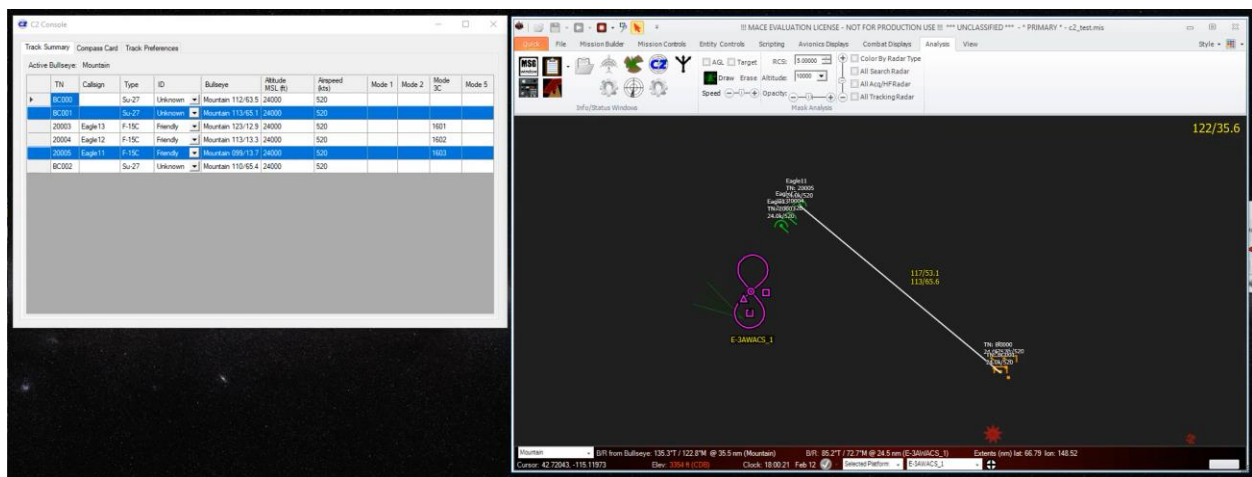 C2 Console
Track Summary Compass Card Track Preferences
Active Bullseye: Mountain
TN Callsign Type ID Bullseye Altitude MSL (ft) Airspeed (kts) Mode 1 Mode 2 Mode 3C Mode 5
BC000 Su-27 Unknown Mountain 112/63.5 24000 520
BC001 Su-27 Unknown Mountain 113/65.1 24000 520
20003 Eagle13 F-15C Friendly Mountain 123/12.9 24000 520 1601
20004 Eagle12 F-15C Friendly Mountain 113/13.3 24000 520 1602
20005 Eagle11 F-15C Friendly Mountain 099/13.7 24000 520 1603
BC002 Su-27 Unknown Mountain 110/65.4 24000 520
!!! MACE EVALUATION LICENSE - NOT FOR PRODUCTION USE !!! *** UNCLASSIFIED *** - * PRIMARY * - c2_test.mis
Quick File Mission Builder Mission Controls Entity Controls Scripting Avionics Displays Combat Displays Analysis View Style
MSG
C2
AGL Target RCS: 5.00000 Color By Radar Type
Draw Erase Altitude: 10000 All Search Radar
All Acq/HF Radar
Speed Opacity: All Tracking Radar
Info/Status Windows Mask Analysis
122/35.6
Eagle11
TN: 20005
24.0k/520
117/53.1
113/65.6
E-3AWACS_1
24.0k/520
Mountain B/R from Bullseye: 135.3°T / 122.8°M @ 35.5 nm (Mountain) B/R: 85.2°T / 72.7°M @ 24.5 nm (E-3AWACS_1) Extents (nm) lat: 66.79 lon: 148.52
Cursor: 42.72043, -115.11973 Elev: 3354 ft (CDB) Clock: 18:00:21 Feb 12 Selected Platform: E-3AWACS_1